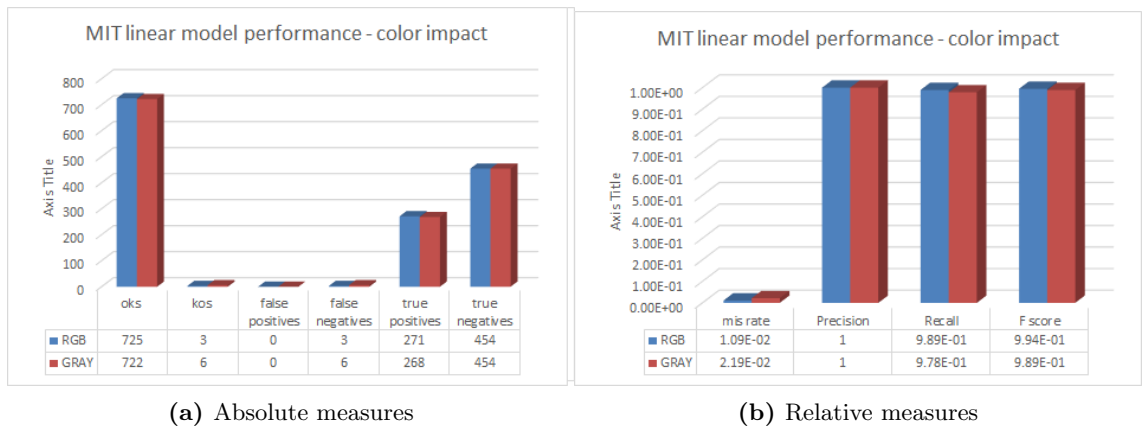 MIT linear model performance - color impact
Axis Title
800
700
600
500
400
300
200
100
0
oks kos false positives false negatives true positives true negatives
RGB 725 3 0 3 271 454
GRAY 722 6 0 6 268 454
(a) Absolute measures
MIT linear model performance - color impact
Axis Title
1.00E+00
9.00E-01
8.00E-01
7.00E-01
6.00E-01
5.00E-01
4.00E-01
3.00E-01
2.00E-01
1.00E-01
0.00E+00
mis rate Precision Recall F score
RGB 1.09E-02 1 9.89E-01 9.94E-01
GRAY 2.19E-02 1 9.78E-01 9.89E-01
(b) Relative measures